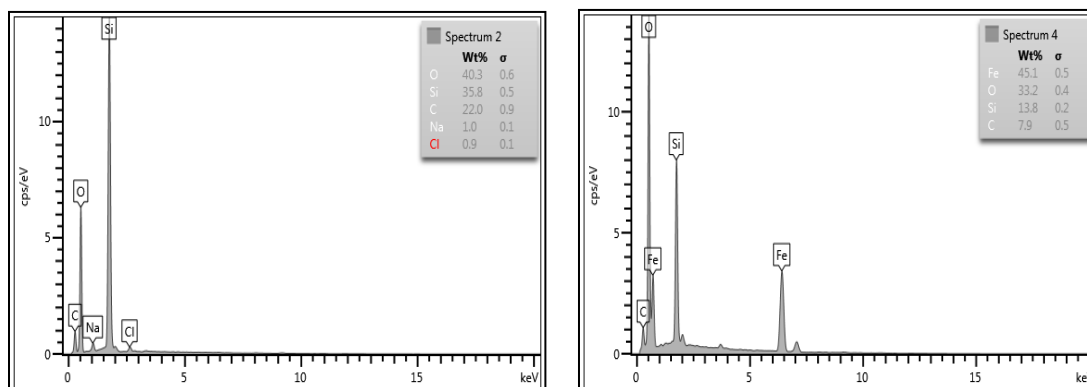 Spectrum 2
Wt% σ
O 40.3 0.6
Si 35.8 0.5
C 22.0 0.9
Na 1.0 0.1
Cl 0.9 0.1
Si
O
C
Na
Cl
cps/eV
10
5
0
0 5 10 15 keV
Spectrum 4
Wt% σ
Fe 45.1 0.5
O 33.2 0.4
Si 13.8 0.2
C 7.9 0.5
O
Si
Fe
Fe
C
cps/eV
10
5
0
0 5 10 15 keV